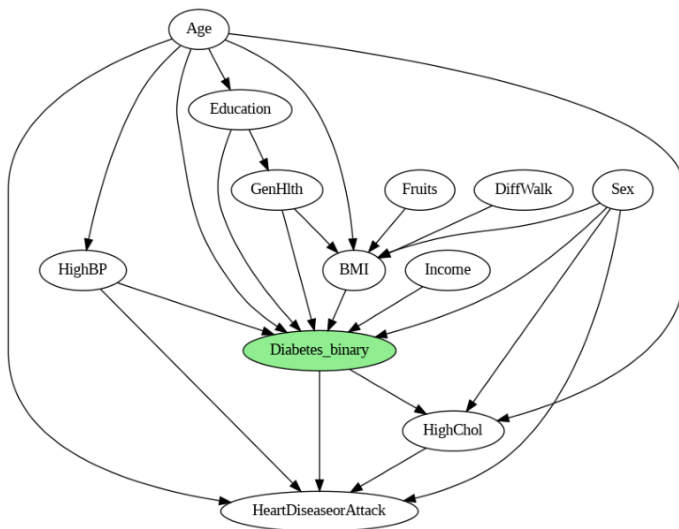 Age
Education
GenHlth
Fruits
DiffWalk
Sex
HighBP
BMI
Income
Diabetes_binary
HighChol
HeartDiseaseorAttack